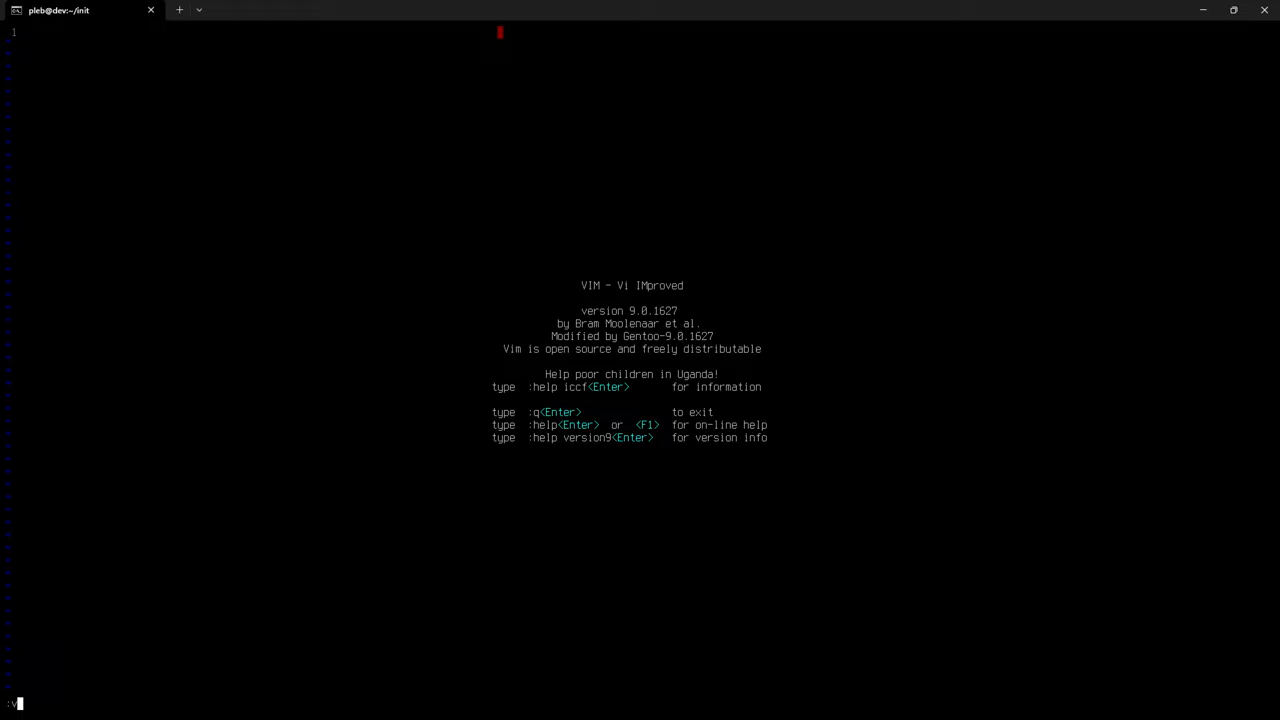 pleb@dev:~/init
1
VIM - Vi IMproved
version 9.0.1627
by Bram Moolenaar et al.
Modified by Gentoo-9.0.1627
Vim is open source and freely distributable
Help poor children in Uganda!
type :help iccf<Enter> for information
type :q<Enter> to exit
type :help<Enter> or <F1> for on-line help
type :help version9<Enter> for version info
:v